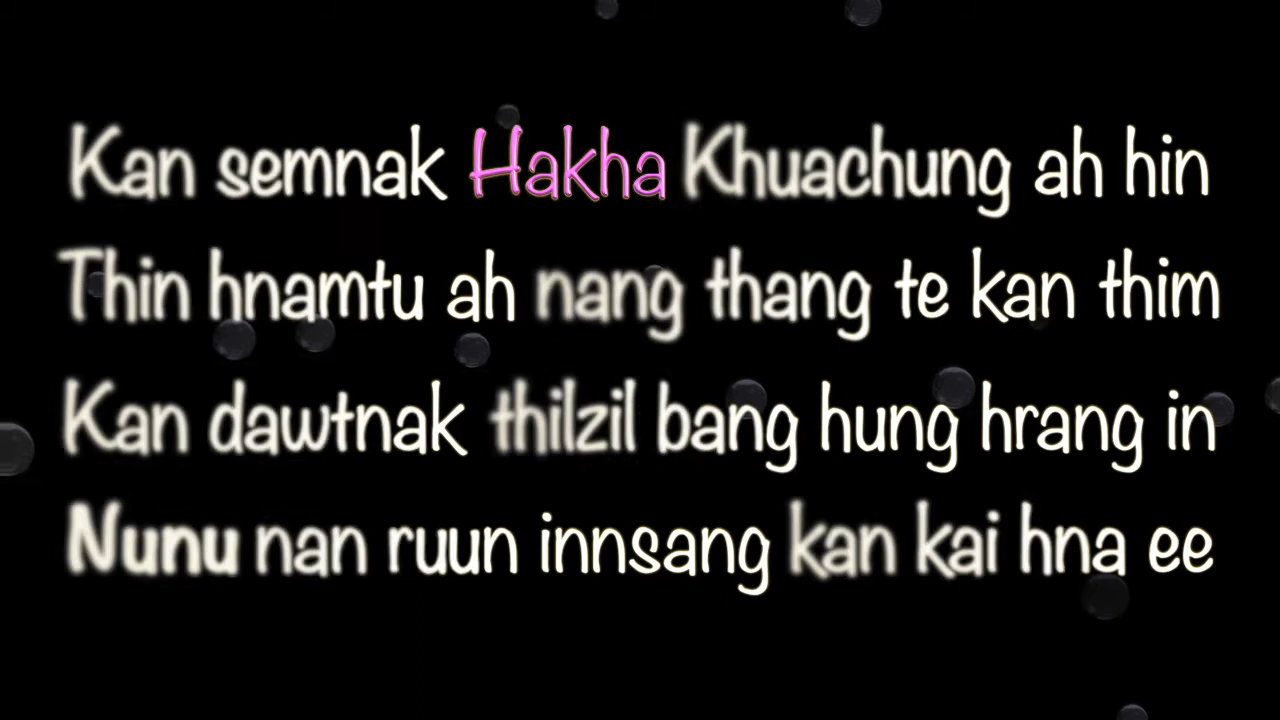 Kan semnak Hakha Khuachung ah hin
Thin hnamtu ah nang thang te kan thim
Kan dawtnak thilzil bang hung hrang in
Nunu nan ruun innsang kan kai hna ee